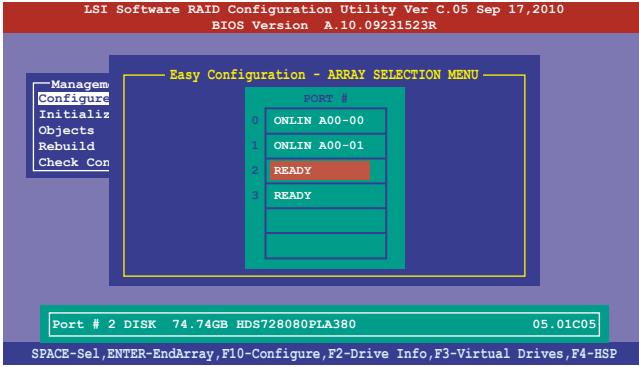 LSI Software RAID Configuration Utility Ver C.05 Sep 17,2010
BIOS Version A.10.09231523R
Easy Configuration - ARRAY SELECTION MENU
Managem
Configure
Initializ
Objects
Rebuild
Check Con
PORT #
0 ONLIN A00-00
1 ONLIN A00-01
2 READY
3 READY
Port # 2 DISK 74.74GB HDS728080PLA380 05.01C05
SPACE-Sel,ENTER-EndArray,F10-Configure,F2-Drive Info,F3-Virtual Drives,F4-HSP